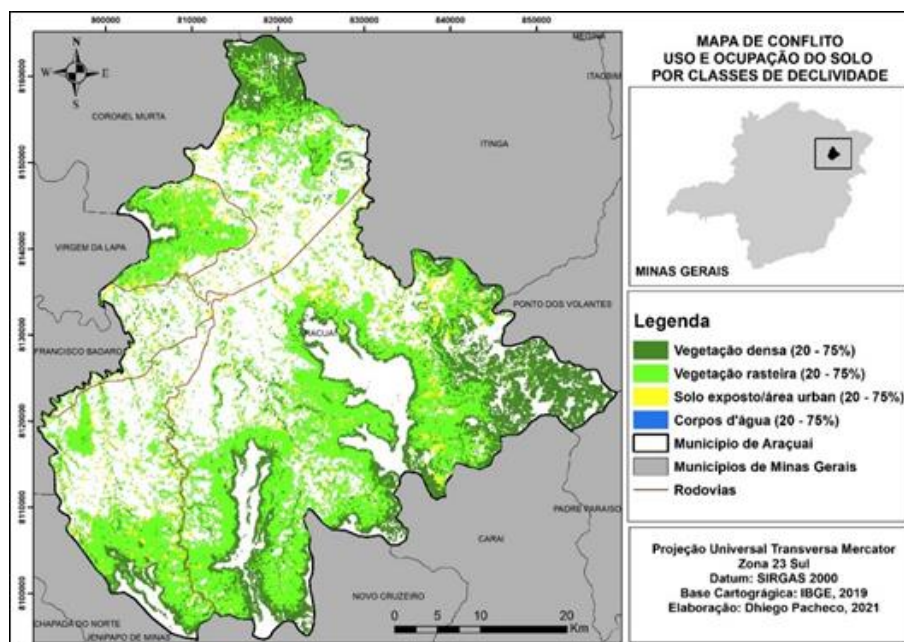 800000 810000 820000 830000 840000 850000
MAPA DE CONFLITO
USO E OCUPAÇÃO DO SOLO
POR CLASSES DE DECLIVIDADE
MEDINA
ITAOBIM
N
W E
S
CORONEL MURTA
ITINGA
VIRGEM DA LAPA
PONTO DOS VOLANTES
FRANCISCO BADARÓ
PADRE PARAÍSO
CARAI
NOVO CRUZEIRO
CHAPADA DO NORTE
JENIPAPO DE MINAS
8160000
8150000
8140000
8130000
8120000
8110000
8100000
0 5 10 20
Km
MINAS GERAIS
Legenda
Vegetação densa (20 - 75%)
Vegetação rasteira (20 - 75%)
Solo exposto/área urban (20 - 75%)
Corpos d'água (20 - 75%)
Município de Araçuaí
Municípios de Minas Gerais
Rodovias
Projeção Universal Transversa Mercator
Zona 23 Sul
Datum: SIRGAS 2000
Base Cartográgica: IBGE, 2019
Elaboração: Dhiego Pacheco, 2021